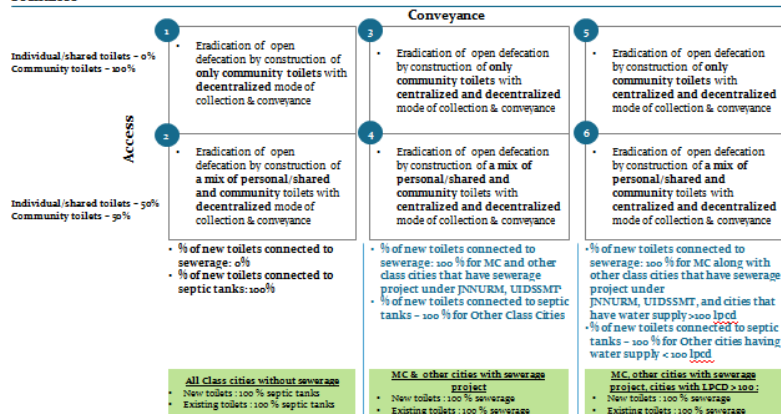 Conveyance
1
3
5
Individual/shared toilets – 0%
Community toilets – 100%
• Eradication of open
defecation by construction of
only community toilets with
decentralized mode of
collection & conveyance
• Eradication of open defecation
by construction of only
community toilets with
centralized and decentralized
mode of collection & conveyance
• Eradication of open defecation
by construction of only
community toilets with
centralized and decentralized
mode of collection & conveyance
Access
2
4
6
Individual/shared toilets – 50%
Community toilets – 50%
• Eradication of open
defecation by construction of
a mix of personal/shared
and community toilets with
decentralized mode of
collection & conveyance
• Eradication of open defecation
by construction of a mix of
personal/shared and
community toilets with
centralized and decentralized
mode of collection & conveyance
• Eradication of open defecation
by construction of a mix of
personal/shared and
community toilets with
centralized and decentralized
mode of collection & conveyance
• % of new toilets connected to
sewerage: 0%
• % of new toilets connected to
septic tanks: 100%
• % of new toilets connected to
sewerage: 100 % for MC and other
class cities that have sewerage
project under JNNURM, UIDSSMT
• % of new toilets connected to septic
tanks – 100 % for Other Class Cities
• % of new toilets connected to
sewerage: 100 % for MC along with
other class cities that have sewerage
project under
JNNURM, UIDSSMT, and cities that
have water supply >100 lpcd
• % of new toilets connected to septic
tanks – 100 % for Other cities having
water supply < 100 lpcd
All Class cities without sewerage
• New toilets : 100 % septic tanks
• Existing toilets : 100 % septic tanks
MC & other cities with sewerage
project
• New toilets : 100 % sewerage
• Existing toilets : 100 % sewerage
MC, other cities with sewerage
project, cities with LPCD > 100 :
• New toilets : 100 % sewerage
• Existing toilets : 100 % sewerage